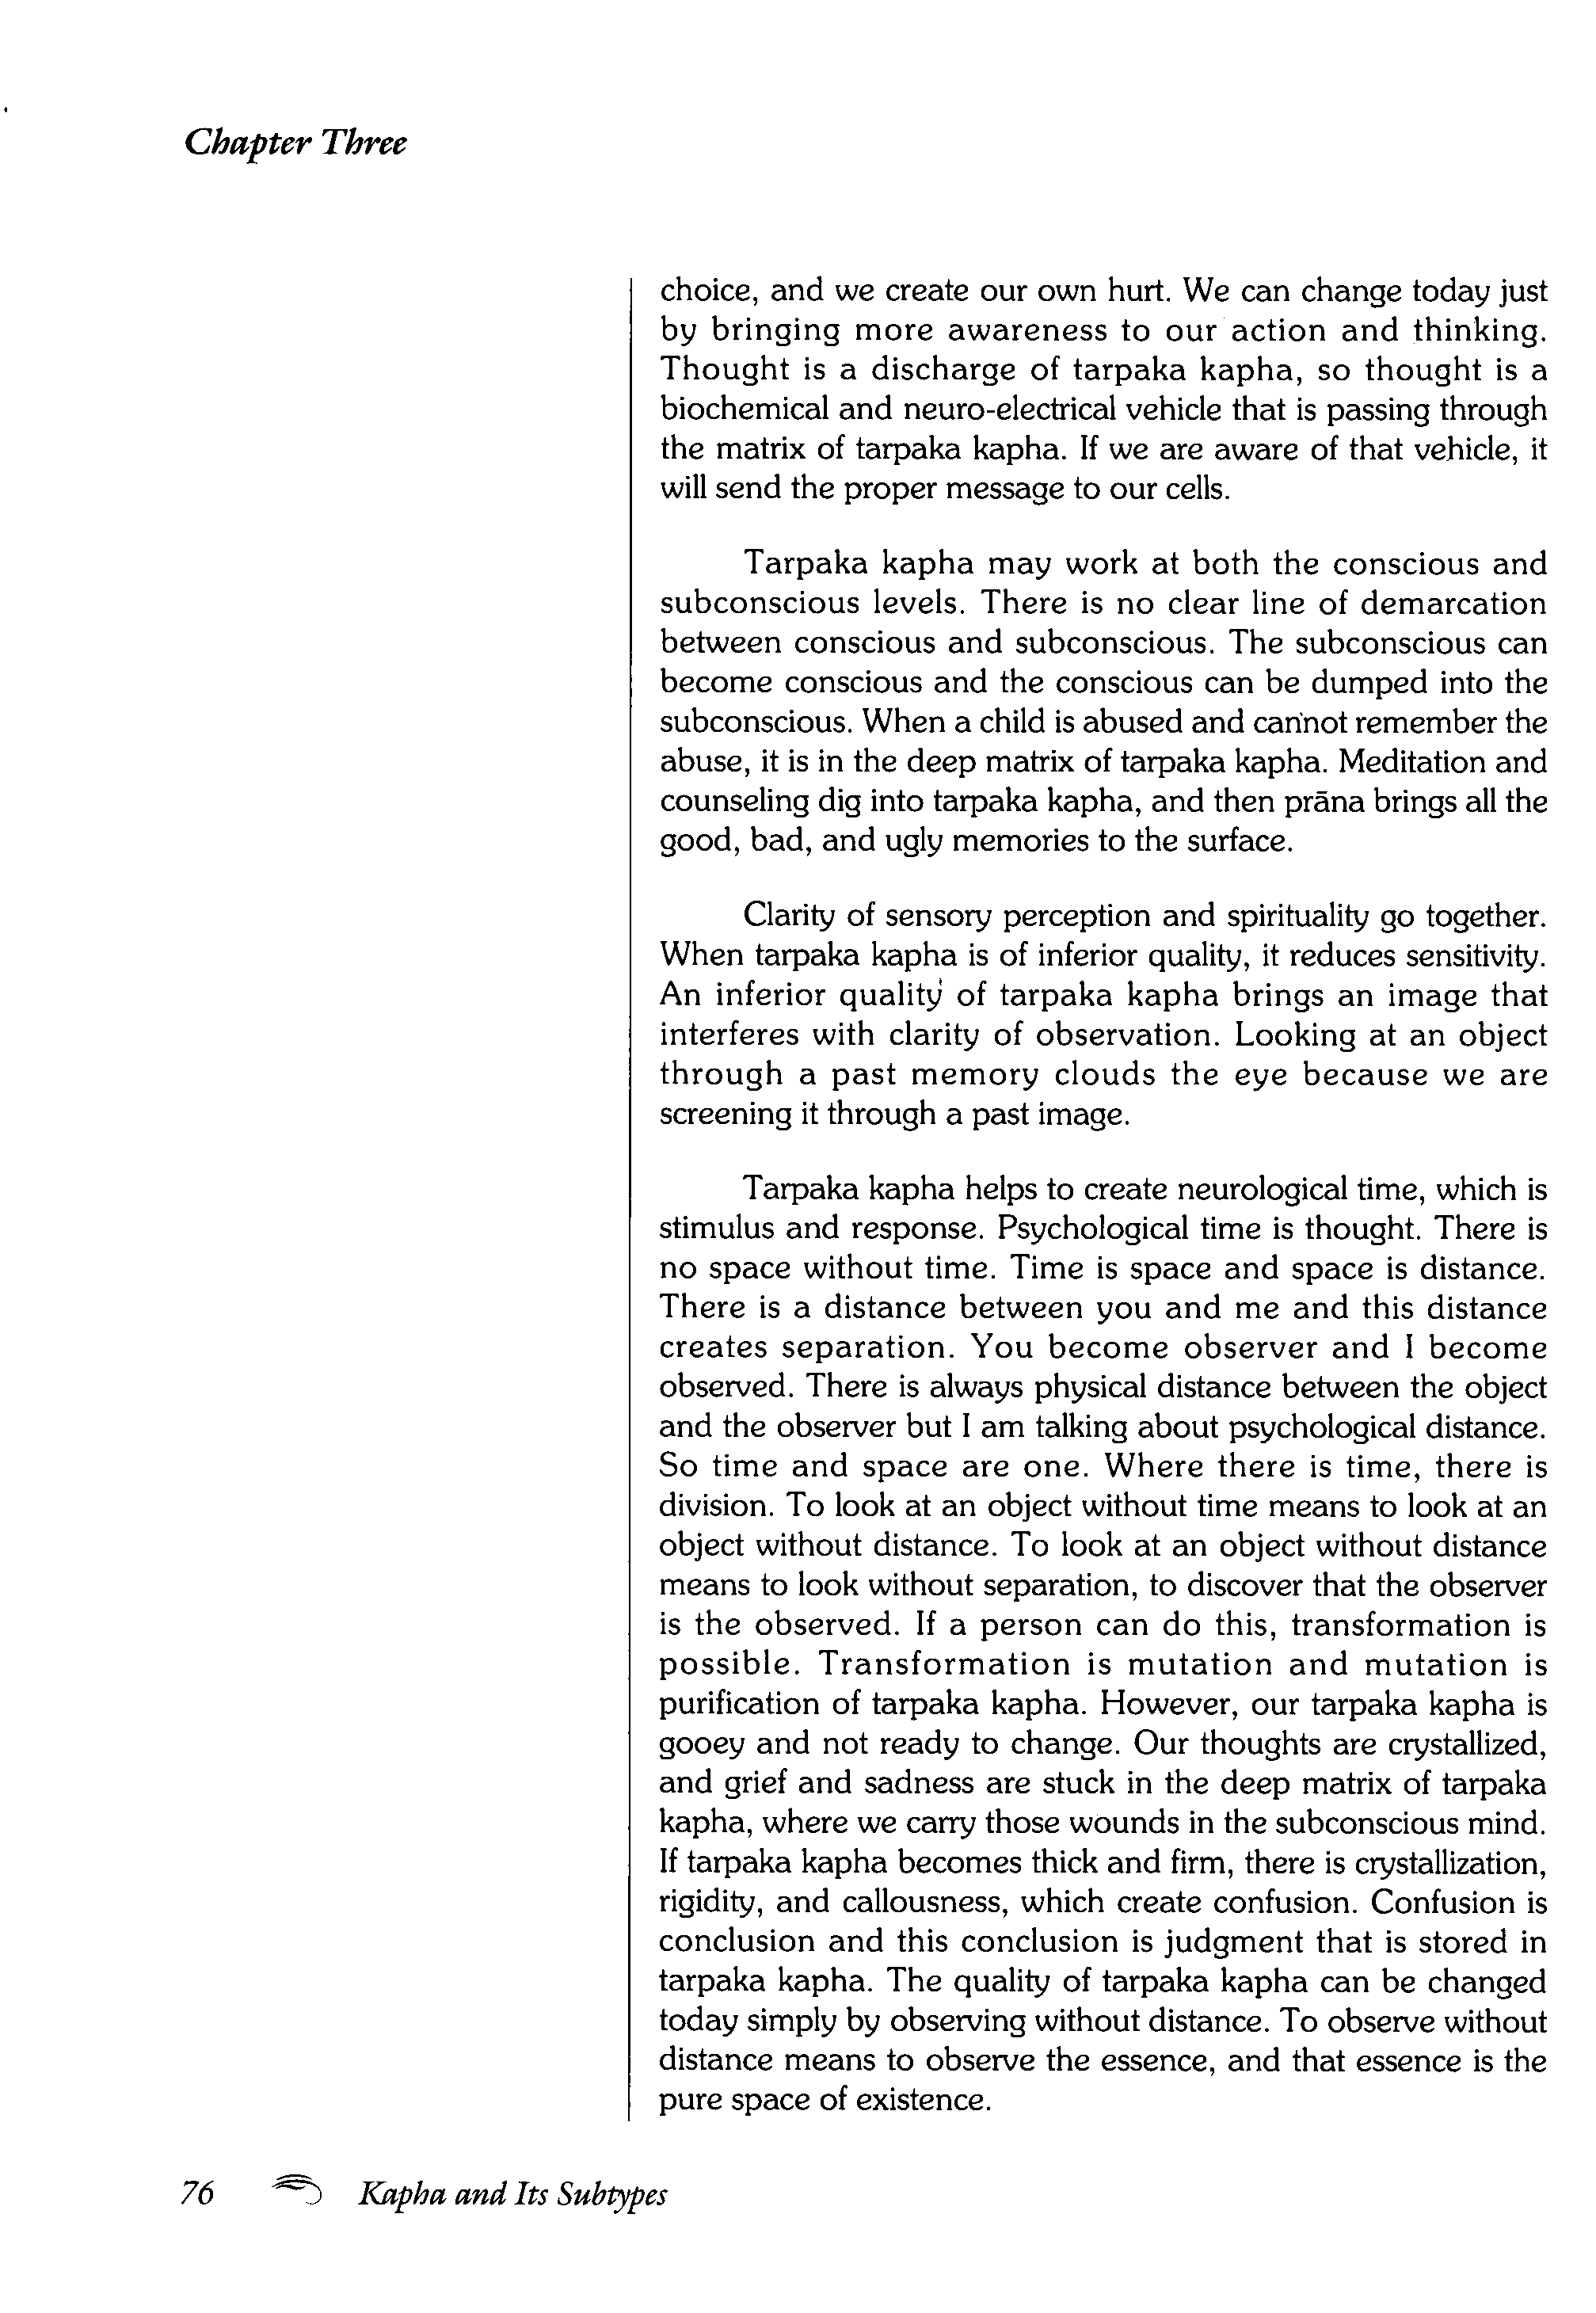 Chapter Three
choice, and we create our own hurt. We can change today just
by bringing more awareness to our action and thinking.
Thought is a discharge of tarpaka kapha, so thought is a
biochemical and neuro-electrical vehicle that is passing through
the matrix of tarpaka kapha. If we are aware of that vehicle, it
will send the proper message to our cells.
Tarpaka kapha may work at both the conscious and
subconscious levels. There is no clear line of demarcation
between conscious and subconscious. The subconscious can
become conscious and the conscious can be dumped into the
subconscious. When a child is abused and cannot remember the
abuse, it is in the deep matrix of tarpaka kapha. Meditation and
counseling dig into tarpaka kapha, and then prāna brings all the
good, bad, and ugly memories to the surface.
Clarity of sensory perception and spirituality go together.
When tarpaka kapha is of inferior quality, it reduces sensitivity.
An inferior quality of tarpaka kapha brings an image that
interferes with clarity of observation. Looking at an object
through a past memory clouds the eye because we are
screening it through a past image.
Tarpaka kapha helps to create neurological time, which is
stimulus and response. Psychological time is thought. There is
no space without time. Time is space and space is distance.
There is a distance between you and me and this distance
creates separation. You become observer and I become
observed. There is always physical distance between the object
and the observer but I am talking about psychological distance.
So time and space are one. Where there is time, there is
division. To look at an object without time means to look at an
object without distance. To look at an object without distance
means to look without separation, to discover that the observer
is the observed. If a person can do this, transformation is
possible. Transformation is mutation and mutation is
purification of tarpaka kapha. However, our tarpaka kapha is
gooey and not ready to change. Our thoughts are crystallized,
and grief and sadness are stuck in the deep matrix of tarpaka
kapha, where we carry those wounds in the subconscious mind.
If tarpaka kapha becomes thick and firm, there is crystallization,
rigidity, and callousness, which create confusion. Confusion is
conclusion and this conclusion is judgment that is stored in
tarpaka kapha. The quality of tarpaka kapha can be changed
today simply by observing without distance. To observe without
distance means to observe the essence, and that essence is the
pure space of existence.
76 Kapha and Its Subtypes